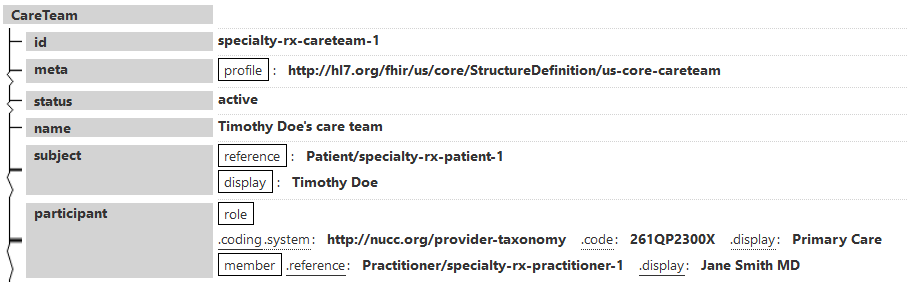 CareTeam
id specialty-rx-careteam-1
meta profile : http://hl7.org/fhir/us/core/StructureDefinition/us-core-careteam
status active
name Timothy Doe's care team
subject reference : Patient/specialty-rx-patient-1
display : Timothy Doe
participant role
.coding .system : http://nucc.org/provider-taxonomy .code : 261QP2300X .display : Primary Care
member .reference : Practitioner/specialty-rx-practitioner-1 .display : Jane Smith MD